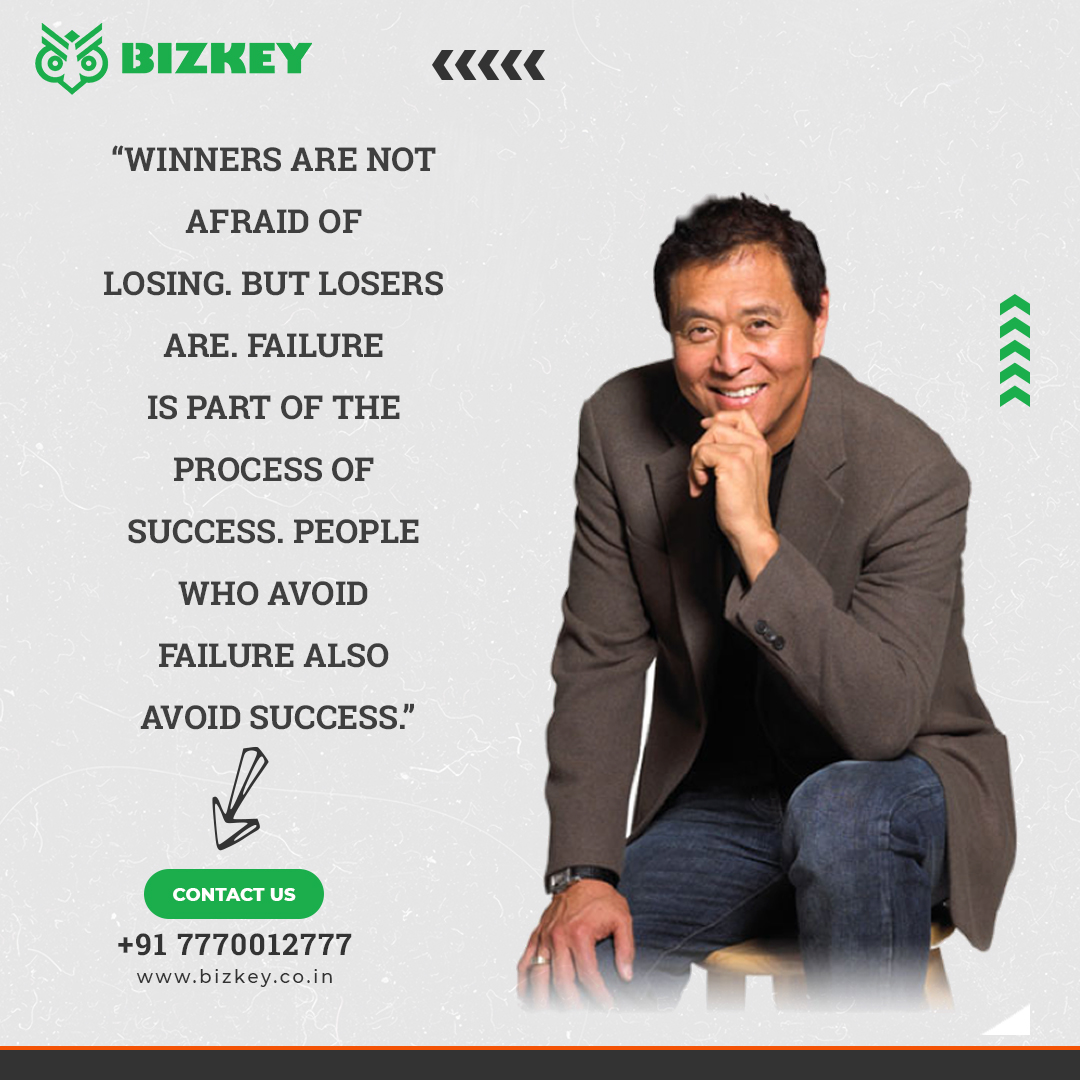 BIZKEY
“WINNERS ARE NOT
AFRAID OF
LOSING. BUT LOSERS
ARE. FAILURE
IS PART OF THE
PROCESS OF
SUCCESS. PEOPLE
WHO AVOID
FAILURE ALSO
AVOID SUCCESS.”
CONTACT US
+91 7770012777
www.bizkey.co.in